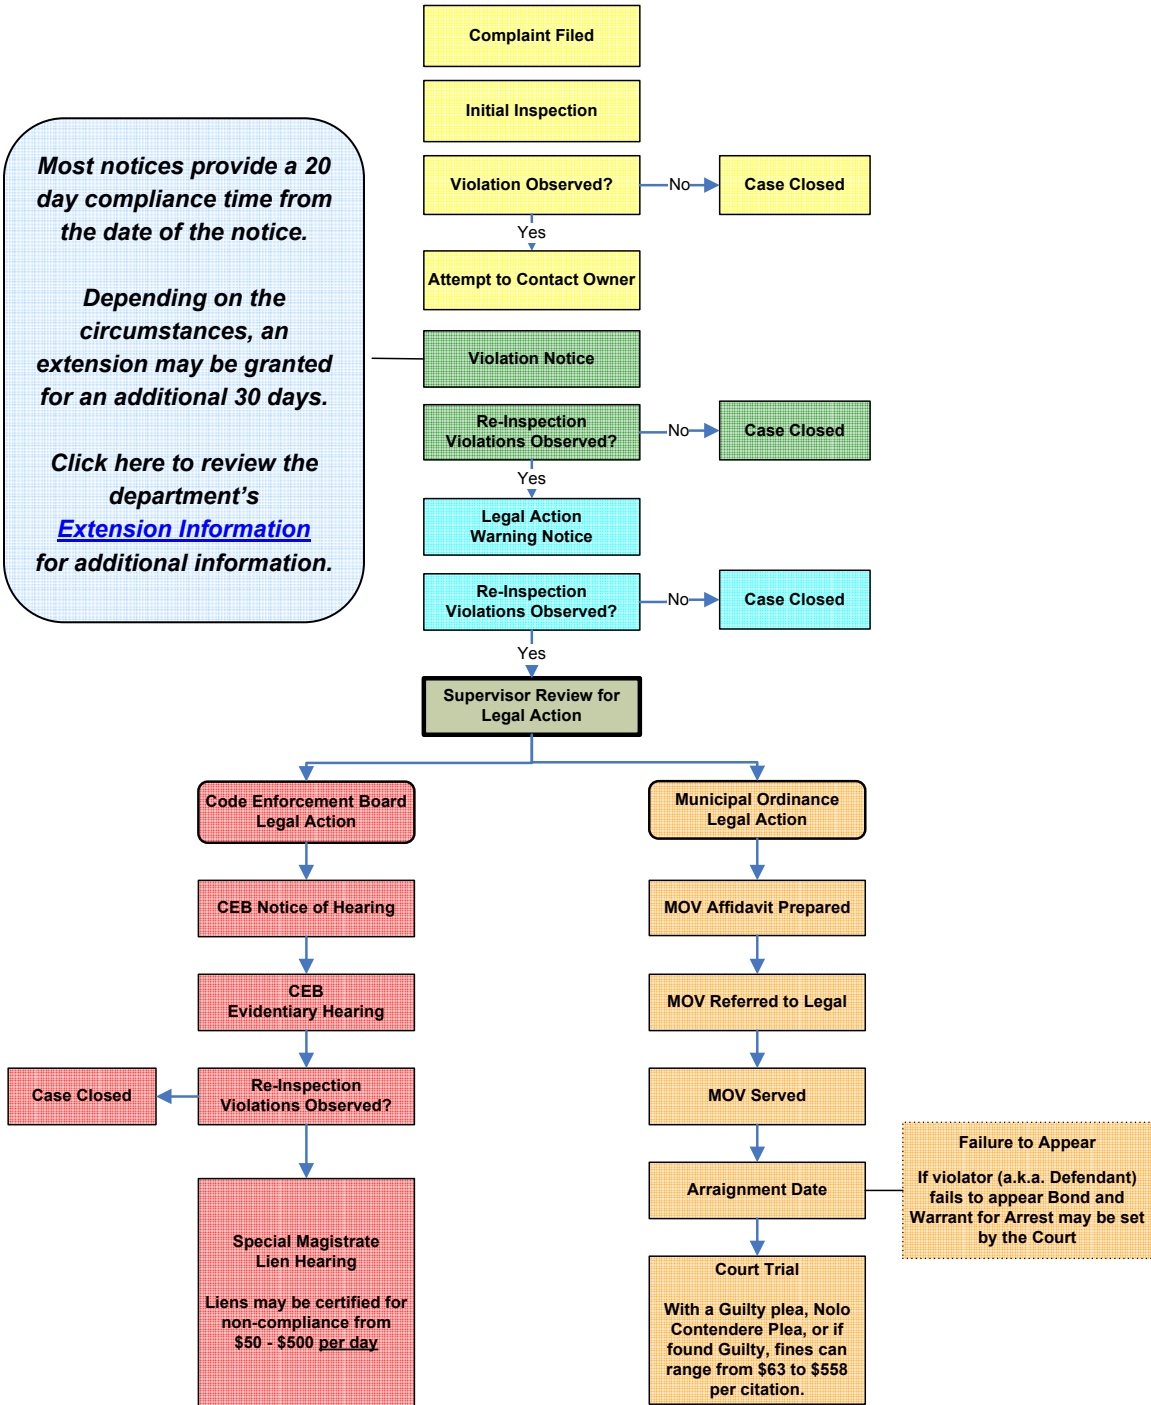 Complaint Filed
Initial Inspection
Most notices provide a 20
day compliance time from
the date of the notice.
Depending on the
circumstances, an
extension may be granted
for an additional 30 days.
Click here to review the
department’s
Extension Information
for additional information.
Violation Observed?
No
Case Closed
Yes
Attempt to Contact Owner
Violation Notice
Re-Inspection
Violations Observed?
No
Case Closed
Yes
Legal Action
Warning Notice
Re-Inspection
Violations Observed?
No
Case Closed
Yes
Supervisor Review for
Legal Action
Code Enforcement Board
Legal Action
CEB Notice of Hearing
CEB
Evidentiary Hearing
Re-Inspection
Violations Observed?
Case Closed
Special Magistrate
Lien Hearing
Liens may be certified for
non-compliance from
$50 - $500 per day
Municipal Ordinance
Legal Action
MOV Affidavit Prepared
MOV Referred to Legal
MOV Served
Arraignment Date
Failure to Appear
If violator (a.k.a. Defendant)
fails to appear Bond and
Warrant for Arrest may be set
by the Court
Court Trial
With a Guilty plea, Nolo
Contendere Plea, or if
found Guilty, fines can
range from $63 to $558
per citation.